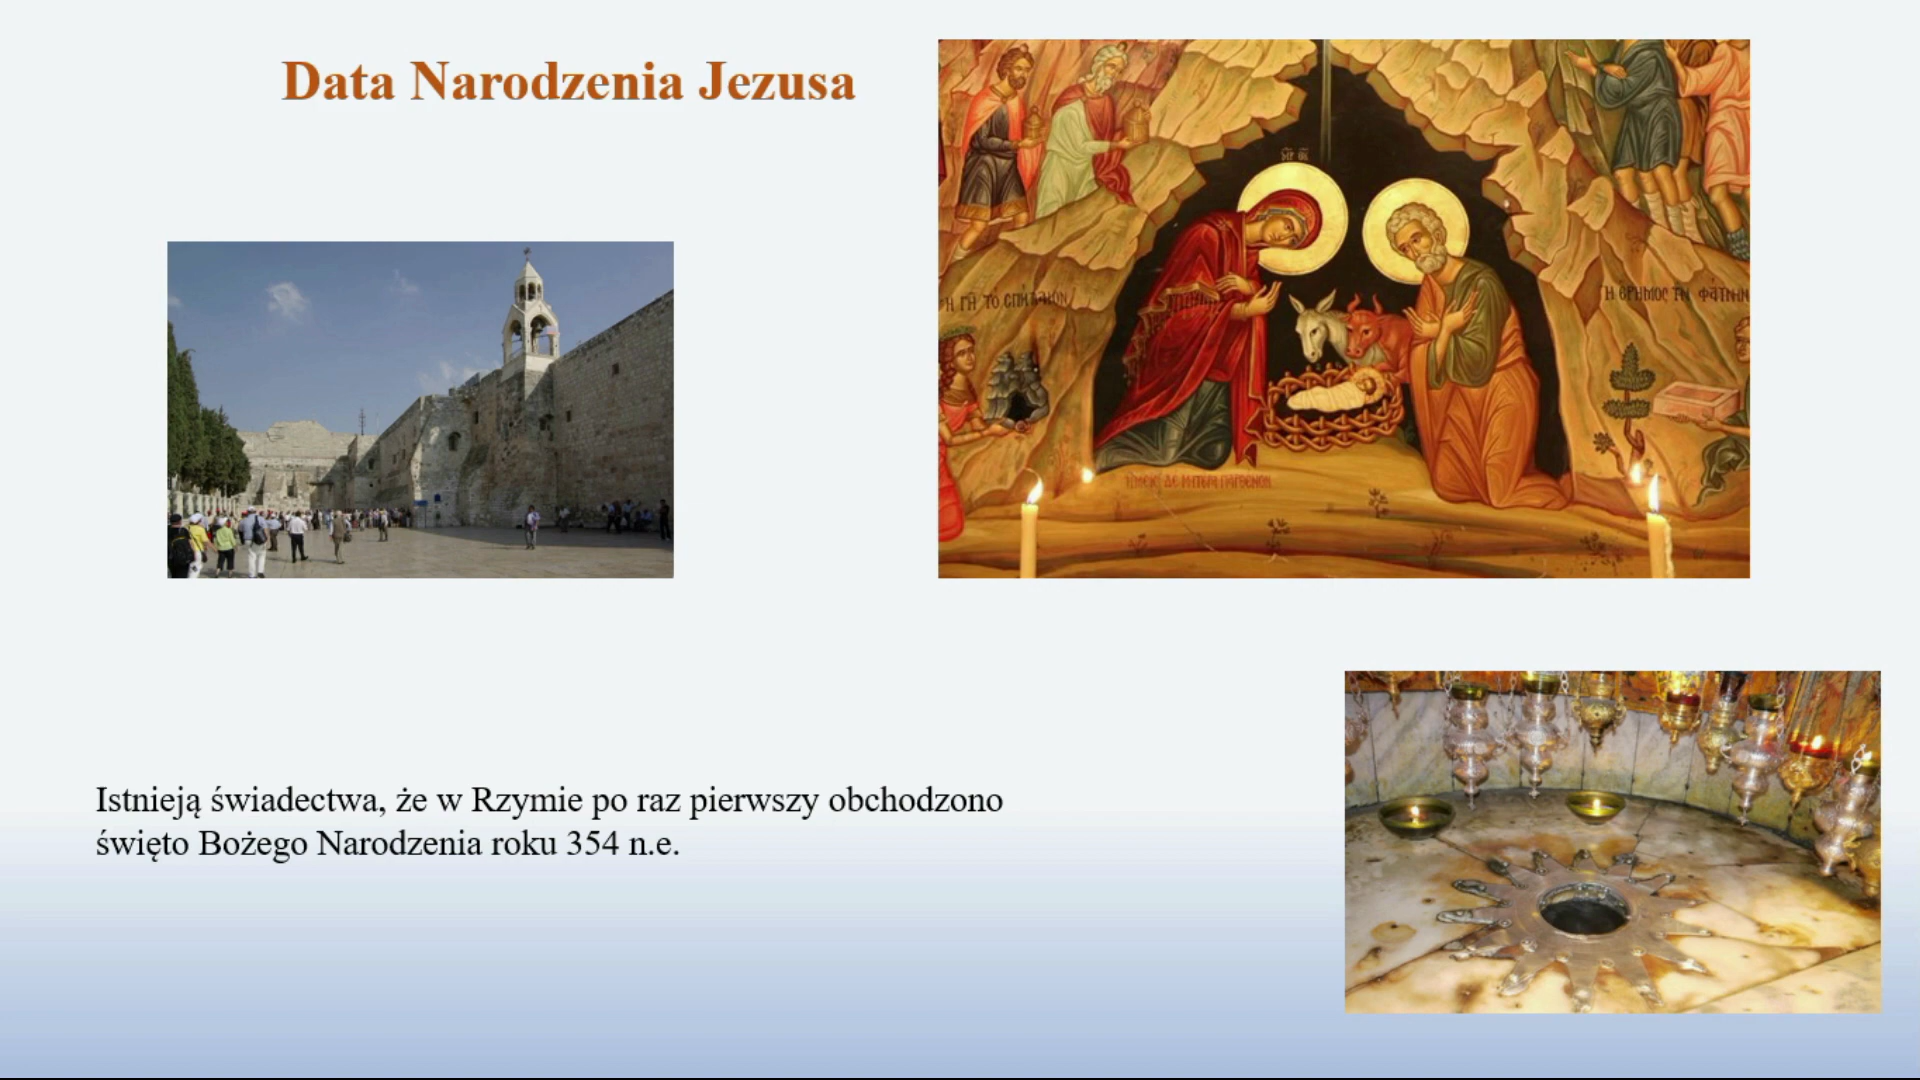 Data Narodzenia Jezusa
Istnieją świadectwa, że w Rzymie po raz pierwszy obchodzono
święto Bożego Narodzenia roku 354 n.e.